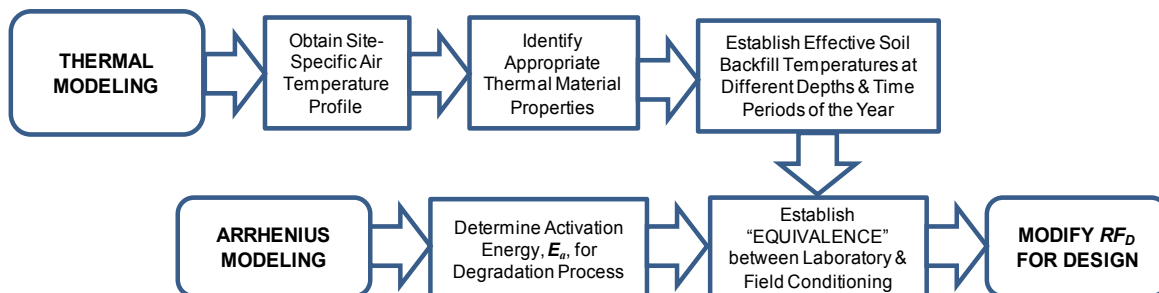 THERMAL
MODELING
Obtain Site-
Specific Air
Temperature
Profile
Identify
Appropriate
Thermal Material
Properties
Establish Effective Soil
Backfill Temperatures at
Different Depths & Time
Periods of the Year
ARRHENIUS
MODELING
Determine Activation
Energy, Ea, for
Degradation Process
Establish
“EQUIVALENCE”
between Laboratory &
Field Conditioning
MODIFY RFD
FOR DESIGN